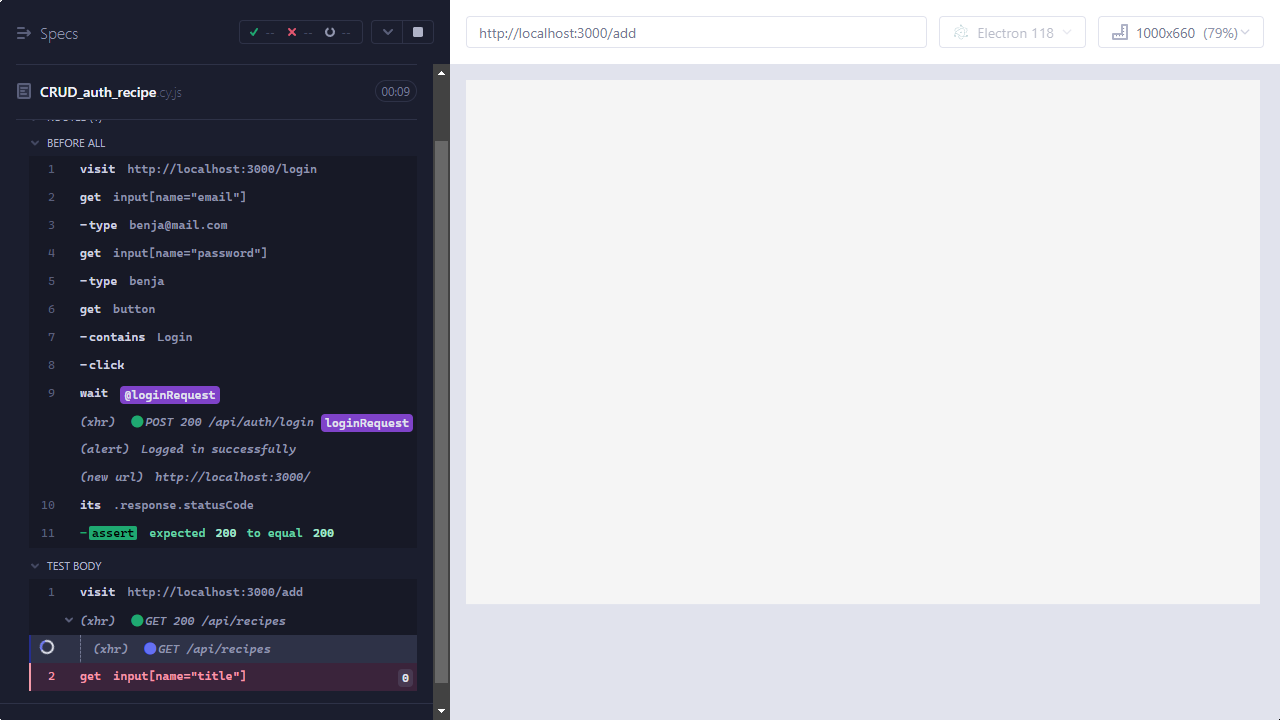 Specs
-- -- --
http://localhost:3000/add
Electron 118
1000x660 (79%)
CRUD_auth_recipe.cy.js
00:09
BEFORE ALL
1 visit http://localhost:3000/login
2 get input[name="email"]
3 -type benja@mail.com
4 get input[name="password"]
5 -type benja
6 get button
7 -contains Login
8 -click
9 wait @loginRequest
(xhr) POST 200 /api/auth/login loginRequest
(alert) Logged in successfully
(new url) http://localhost:3000/
10 its .response.statusCode
11 -assert expected 200 to equal 200
TEST BODY
1 visit http://localhost:3000/add
(xhr) GET 200 /api/recipes
(xhr) GET /api/recipes
2 get input[name="title"] 0